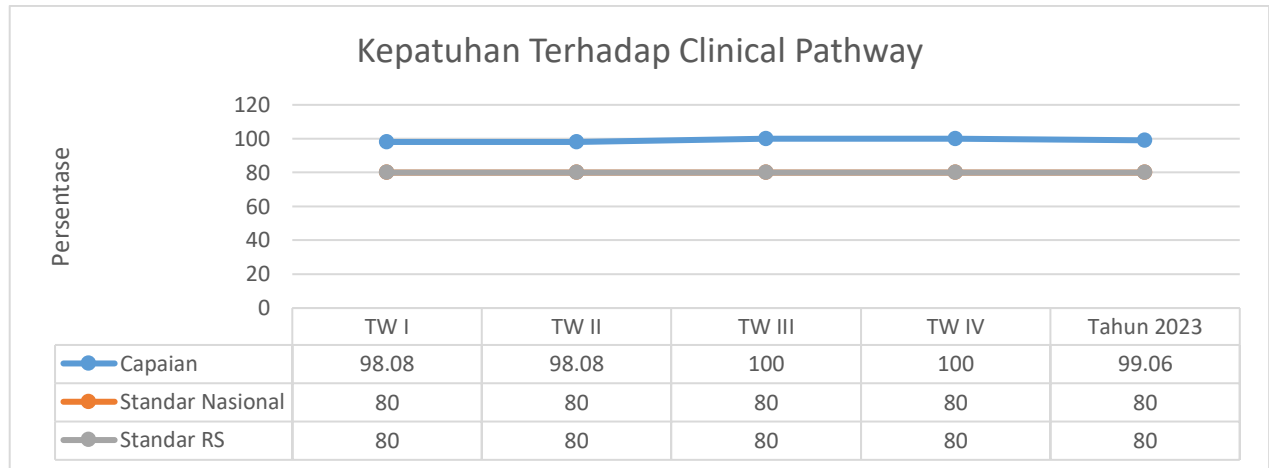 Kepatuhan Terhadap Clinical Pathway
Persentase
120
100
80
60
40
20
0
TW I TW II TW III TW IV Tahun 2023
Capaian 98.08 98.08 100 100 99.06
Standar Nasional 80 80 80 80 80
Standar RS 80 80 80 80 80